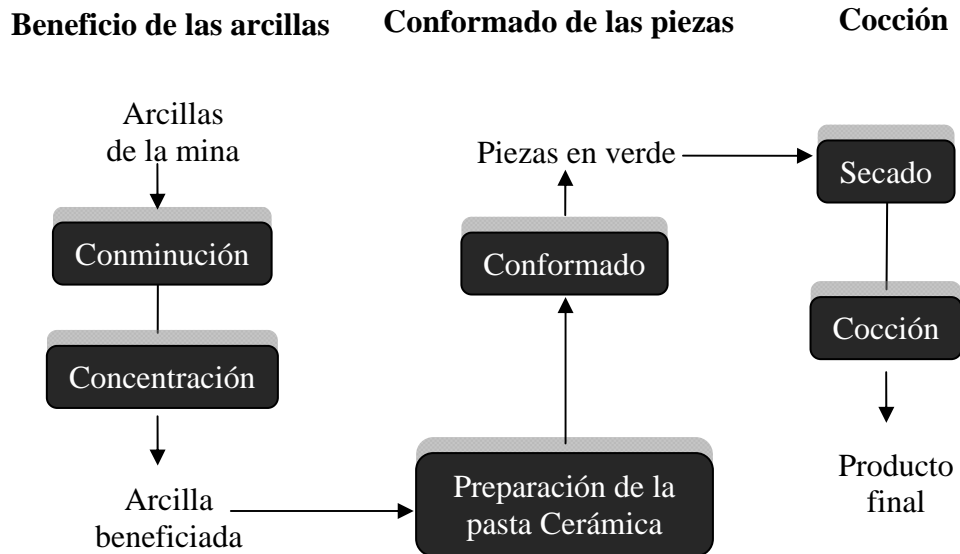 Beneficio de las arcillas
Conformado de las piezas
Cocción
Arcillas
de la mina
Conminución
Concentración
Arcilla
beneficiada
Preparación de la
pasta Cerámica
Conformado
Piezas en verde
Secado
Cocción
Producto
final